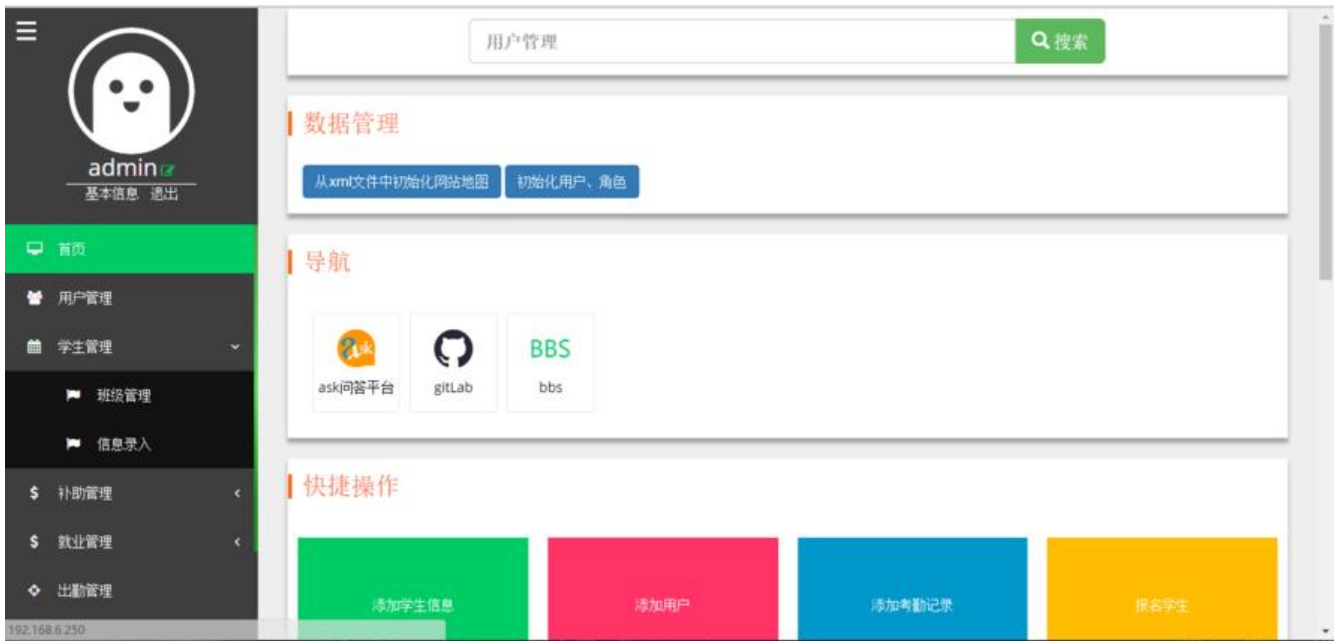 admin
基本信息 退出
首页
用户管理
学生管理
班级管理
信息录入
补助管理
就业管理
出勤管理
192.168.6.250
用户管理
搜索
数据管理
从xml文件中初始化网站地图 初始化用户、角色
导航
ask
ask问答平台
gitLab
BBS
bbs
快捷操作
添加学生信息 添加用户 添加考勤记录 报名学生